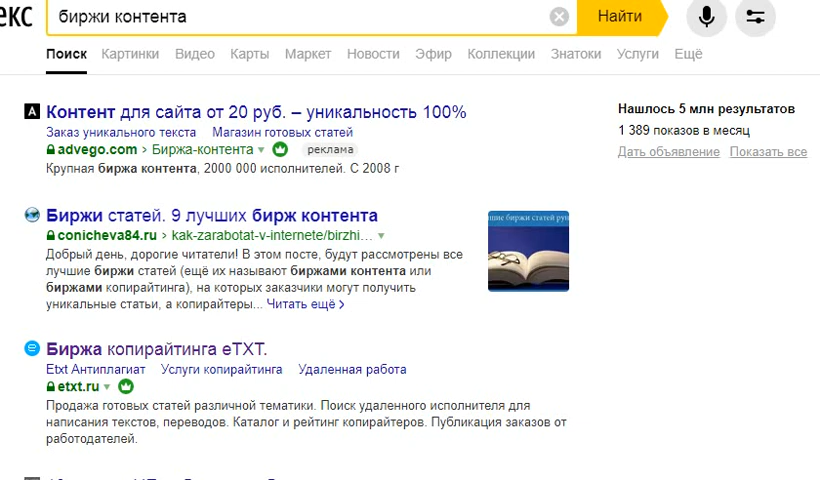 екс
биржи контента
Найти
Поиск Картинки Видео Карты Маркет Новости Эфир Коллекции Знатоки Услуги Ещё
Контент для сайта от 20 руб. – уникальность 100%
Заказ уникального текста Магазин готовых статей
advego.com › Биржа-контента реклама
Крупная биржа контента, 2000 000 исполнителей. С 2008 г
Нашлось 5 млн результатов
1 389 показов в месяц
Дать объявление Показать все
Биржи статей. 9 лучших бирж контента
conicheva84.ru › kak-zarabotat-v-internete/birzhi...
Добрый день, дорогие читатели! В этом посте, будут рассмотрены все
лучшие биржи статей (ещё их называют биржами контента или
биржами копирайтинга), на которых заказчики могут получить
уникальные статьи, а копирайтеры... Читать ещё ›
биржи статей
Биржа копирайтинга eTXT.
Etxt Антиплагиат Услуги копирайтинга Удаленная работа
etxt.ru
Продажа готовых статей различной тематики. Поиск удаленного исполнителя для
написания текстов, переводов. Каталог и рейтинг копирайтеров. Публикация заказов от
работодателей.